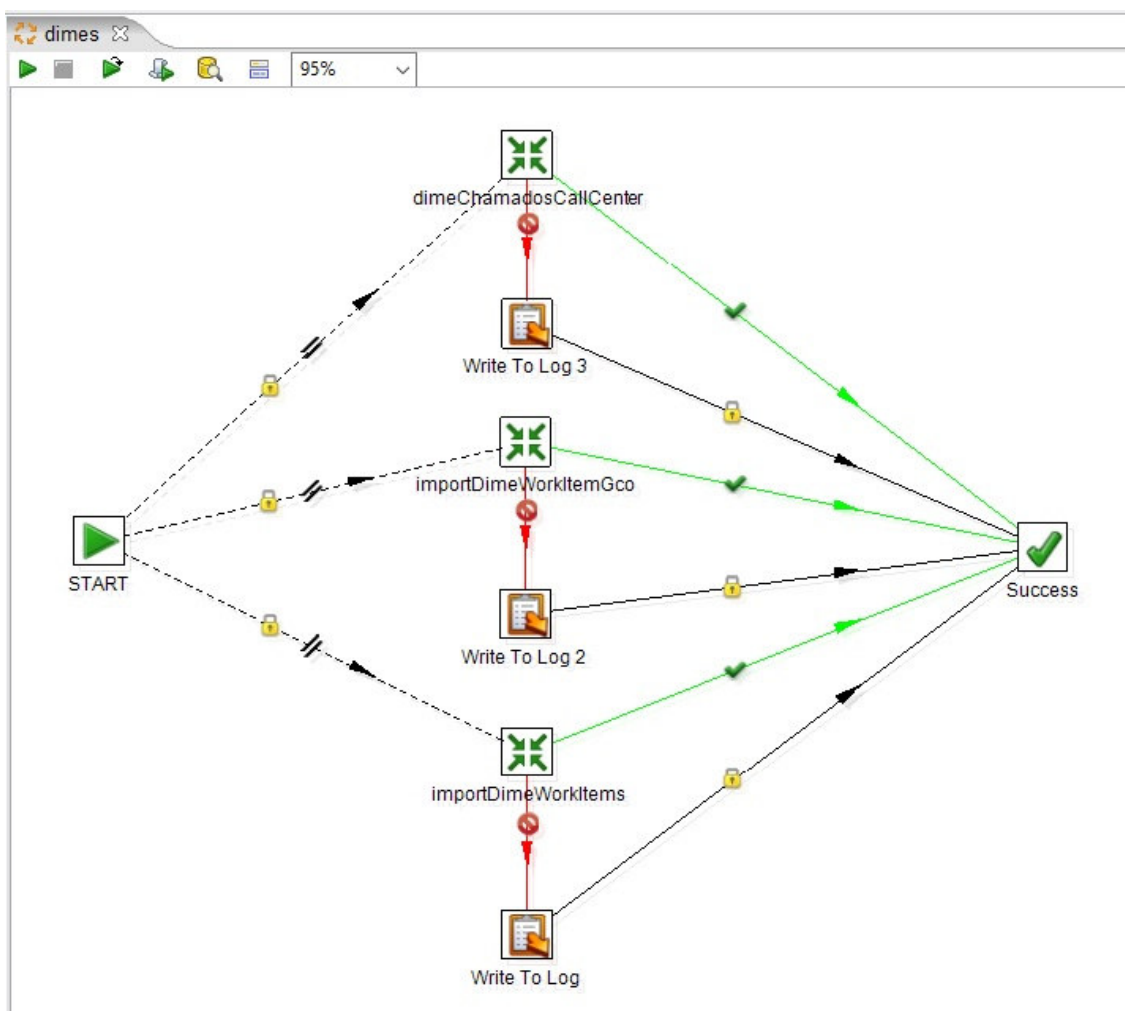 dimes
95%
dimeChamadosCallCenter
Write To Log 3
importDimeWorkItemGco
START
Success
Write To Log 2
importDimeWorkItems
Write To Log